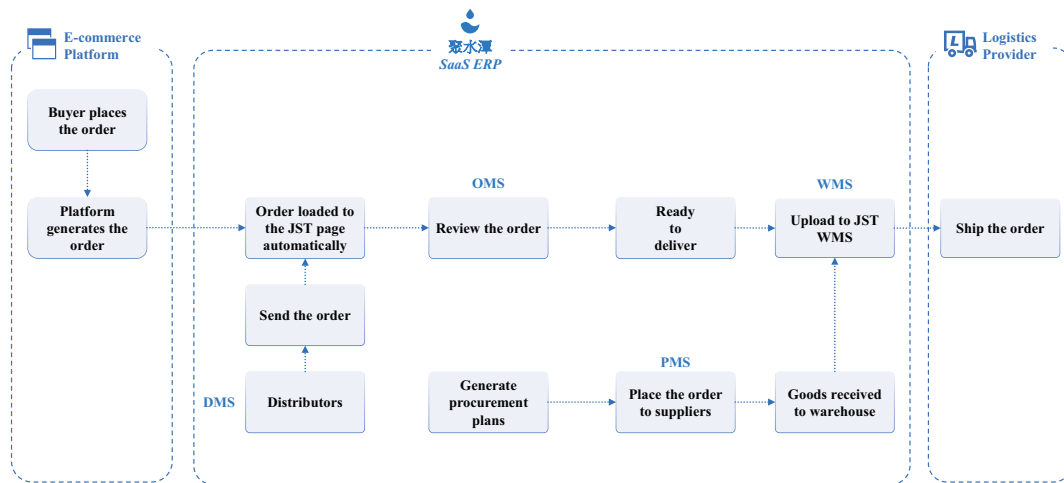 E-commerce
Platform
聚水潭
SaaS ERP
L
Logistics
Provider
Buyer places
the order
Platform
generates the
order
Order loaded to
the JST page
automatically
OMS
Review the order
Ready
to
deliver
WMS
Upload to JST
WMS
Ship the order
Send the order
DMS
Distributors
Generate
procurement
plans
PMS
Place the order
to suppliers
Goods received
to warehouse